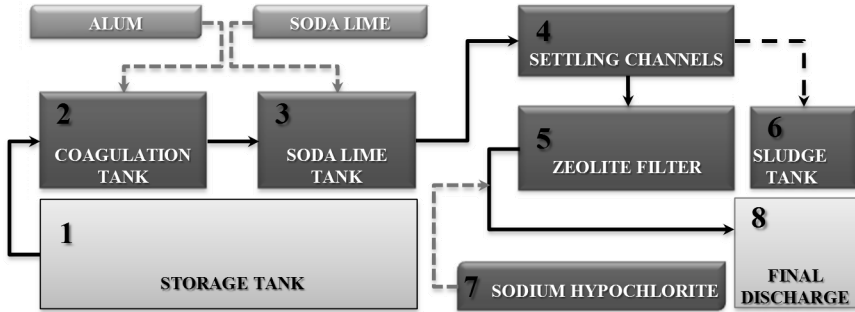 ALUM
SODA LIME
2
COAGULATION
TANK
3
SODA LIME
TANK
4
SETTLING CHANNELS
5
ZEOLITE FILTER
6
SLUDGE
TANK
1
STORAGE TANK
7 SODIUM HYPOCHLORITE
8
FINAL
DISCHARGE